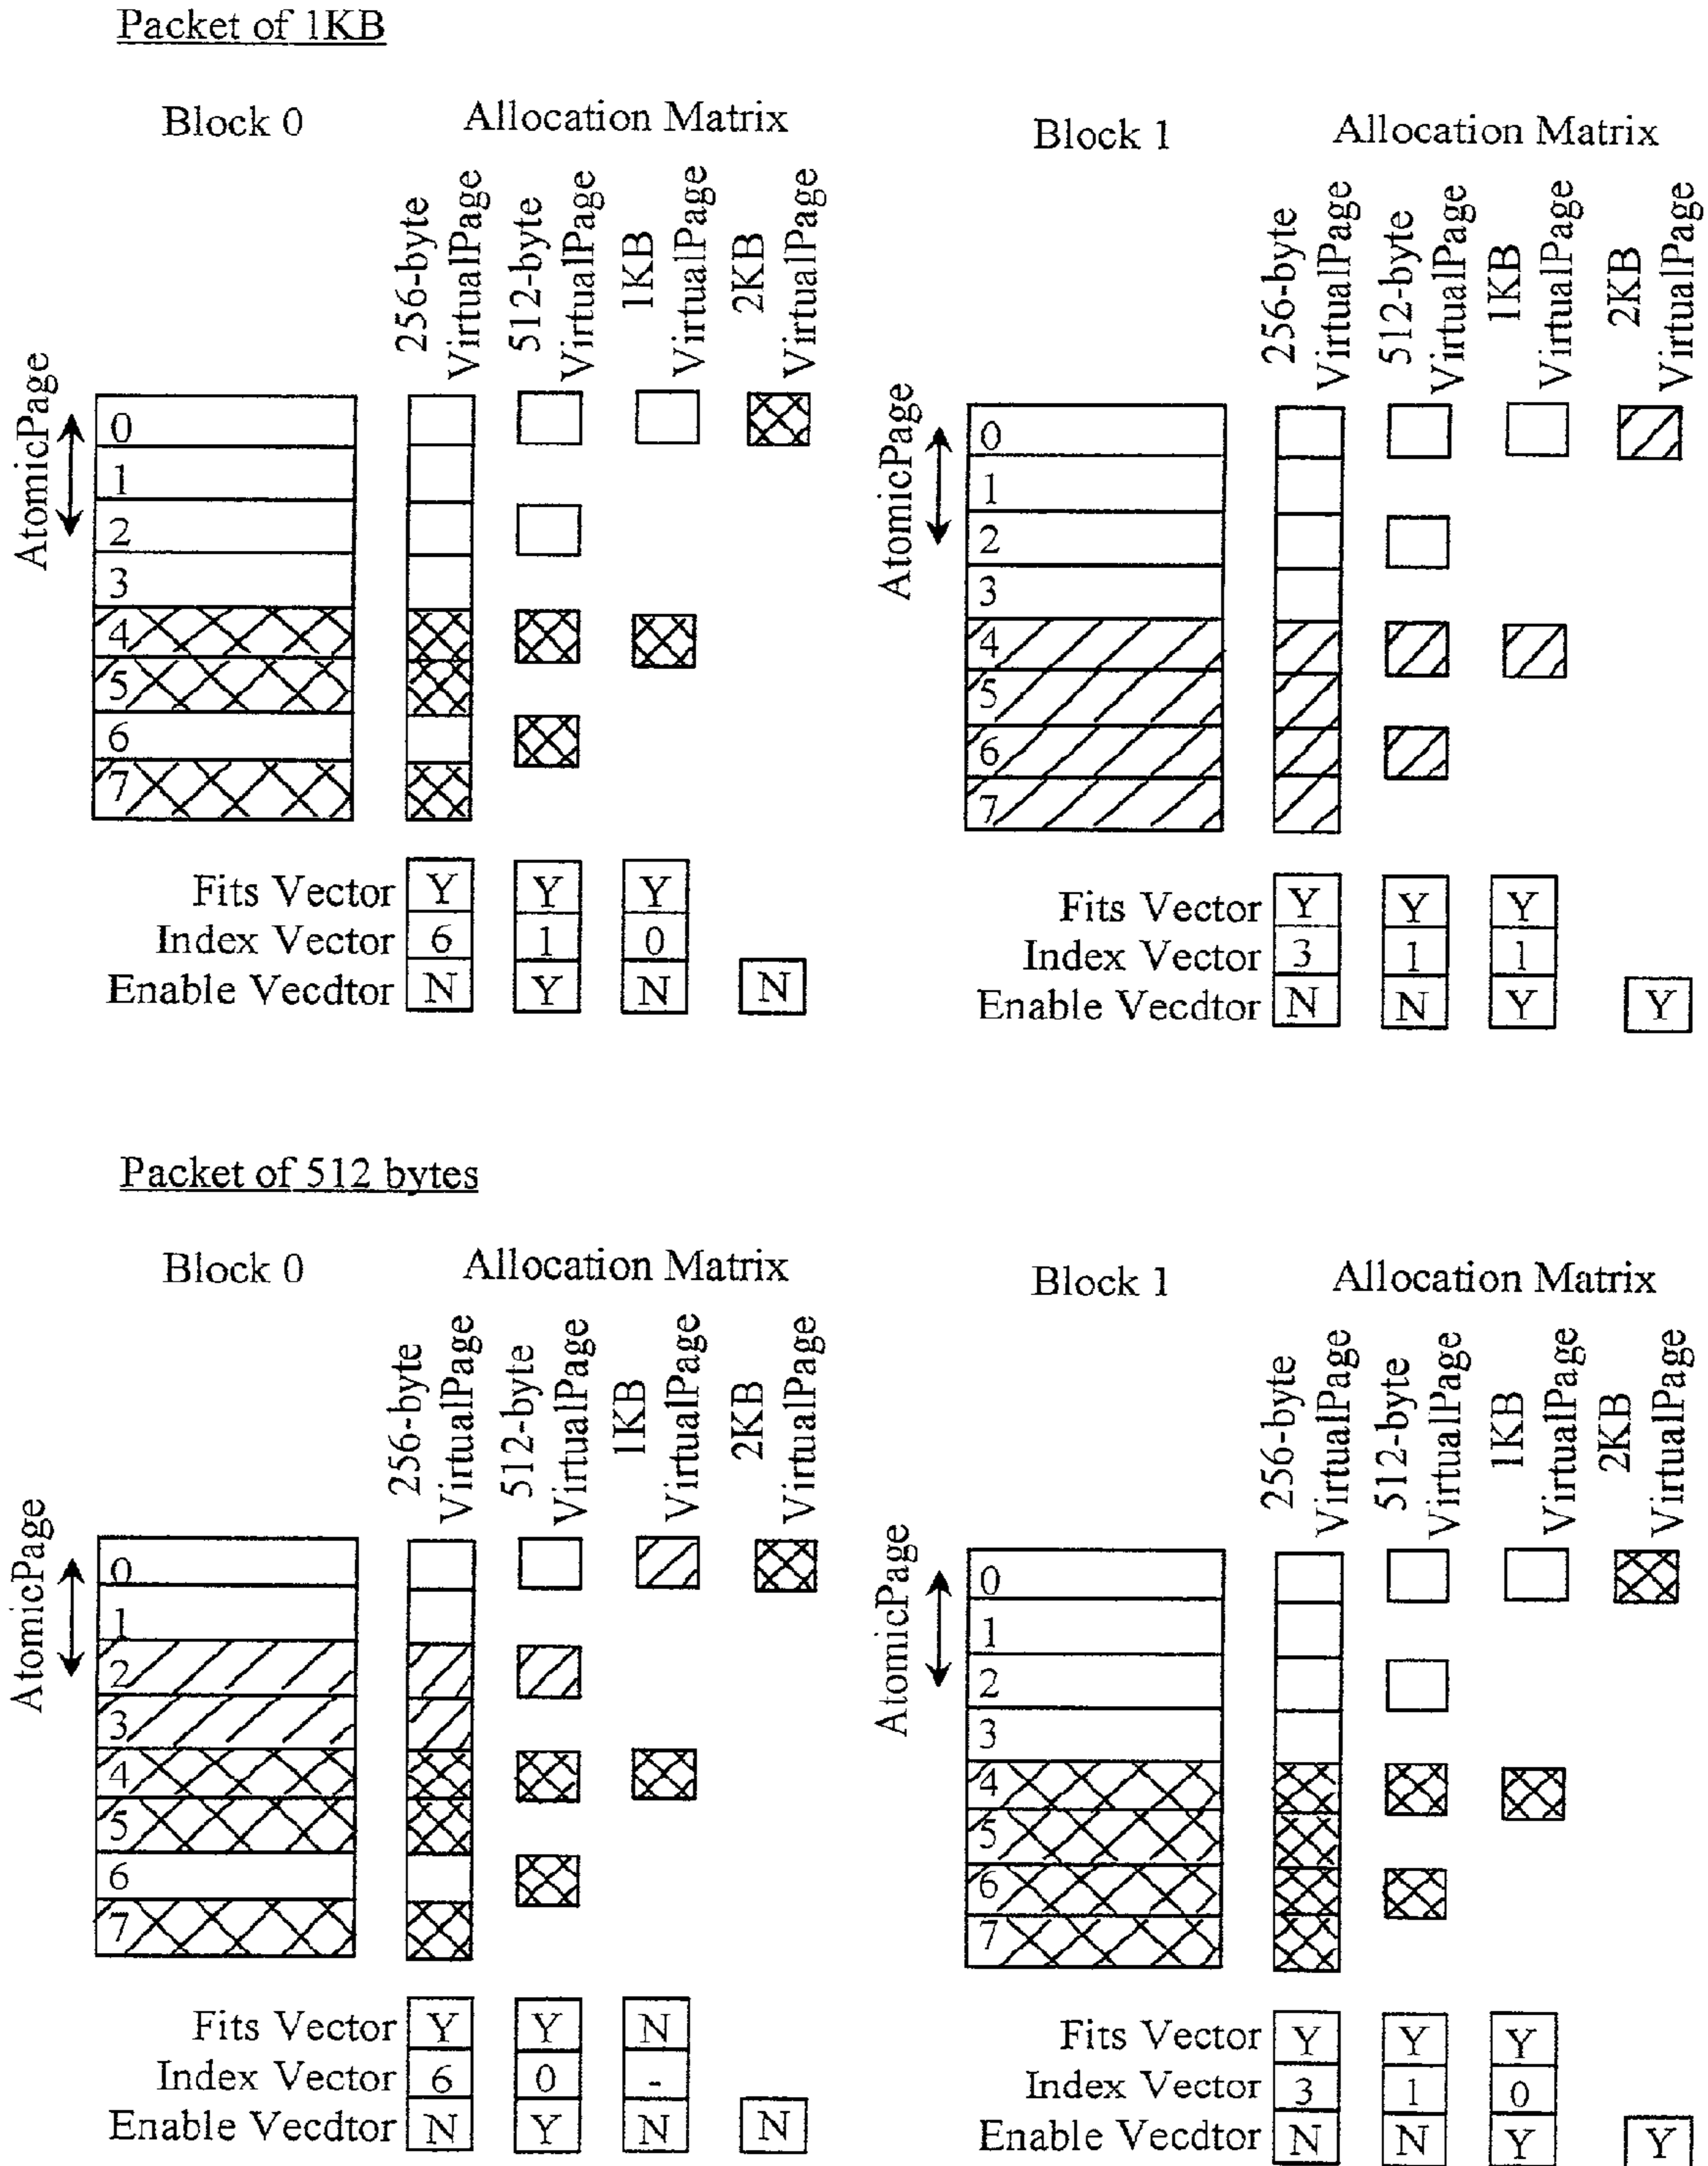 Packet of 1KB
Block 0
Allocation Matrix
256-byte
VirtualPage
512-byte
VirtualPage
1KB
VirtualPage
2KB
VirtualPage
AtomicPage
0
1
2
3
4
5
6
7
Fits Vector Y Y Y
Index Vector 6 1 0
Enable Vecdtor N Y N N
Block 1
Allocation Matrix
256-byte
VirtualPage
512-byte
VirtualPage
1KB
VirtualPage
2KB
VirtualPage
AtomicPage
0
1
2
3
4
5
6
7
Fits Vector Y Y Y
Index Vector 3 1 1
Enable Vecdtor N N Y Y
Packet of 512 bytes
Block 0
Allocation Matrix
256-byte
VirtualPage
512-byte
VirtualPage
1KB
VirtualPage
2KB
VirtualPage
AtomicPage
0
1
2
3
4
5
6
7
Fits Vector Y Y N
Index Vector 6 0 -
Enable Vecdtor N Y N N
Block 1
Allocation Matrix
256-byte
VirtualPage
512-byte
VirtualPage
1KB
VirtualPage
2KB
VirtualPage
AtomicPage
0
1
2
3
4
5
6
7
Fits Vector Y Y Y
Index Vector 3 1 0
Enable Vecdtor N N Y Y